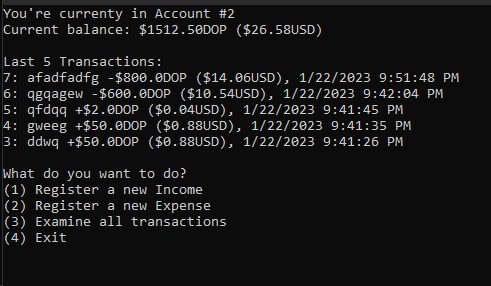 You're currenty in Account #2
Current balance: $1512.50DOP ($26.58USD)
Last 5 Transactions:
7: afadfadfg -$800.0DOP ($14.06USD), 1/22/2023 9:51:48 PM
6: qgqagew -$600.0DOP ($10.54USD), 1/22/2023 9:42:04 PM
5: qfdqq +$2.0DOP ($0.04USD), 1/22/2023 9:41:45 PM
4: gweeg +$50.0DOP ($0.88USD), 1/22/2023 9:41:35 PM
3: ddwq +$50.0DOP ($0.88USD), 1/22/2023 9:41:26 PM
What do you want to do?
(1) Register a new Income
(2) Register a new Expense
(3) Examine all transactions
(4) Exit